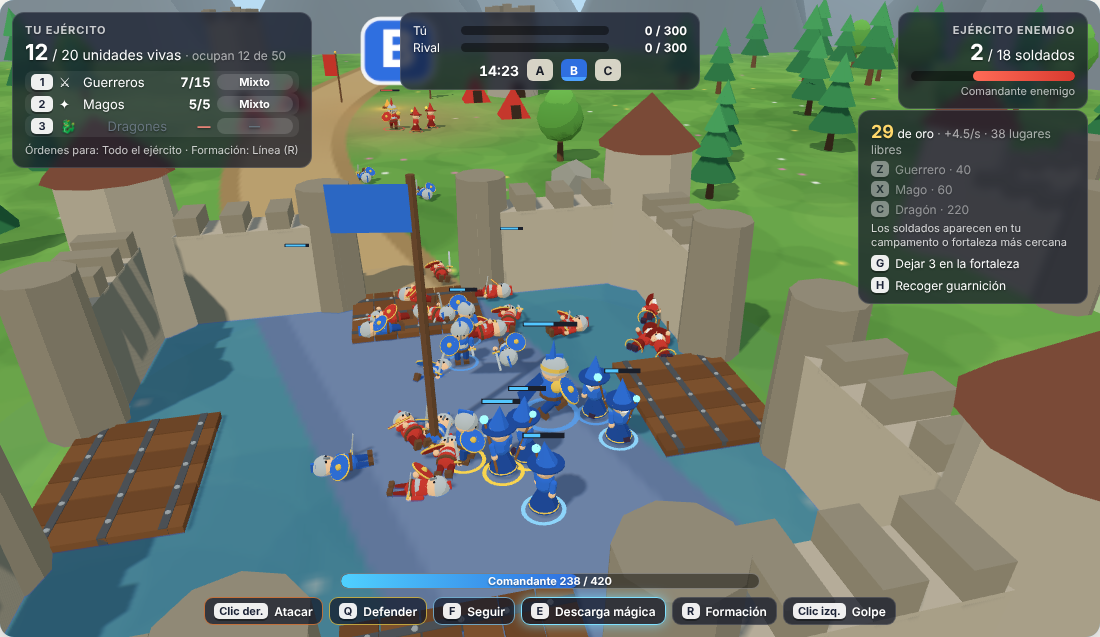 TU EJÉRCITO
12 / 20 unidades vivas · ocupan 12 de 50
1 Guerreros 7/15 Mixto
2 Magos 5/5 Mixto
3 Dragones — —
Órdenes para: Todo el ejército · Formación: Línea (R)
B
Tú 0 / 300
Rival 0 / 300
14:23 A B C
EJÉRCITO ENEMIGO
2 / 18 soldados
Comandante enemigo
29 de oro · +4.5/s · 38 lugares
libres
Z Guerrero · 40
X Mago · 60
C Dragón · 220
Los soldados aparecen en tu
campamento o fortaleza más cercana
G Dejar 3 en la fortaleza
H Recoger guarnición
Comandante 238 / 420
Clic der. Atacar Q Defender F Seguir E Descarga mágica R Formación Clic izq. Golpe